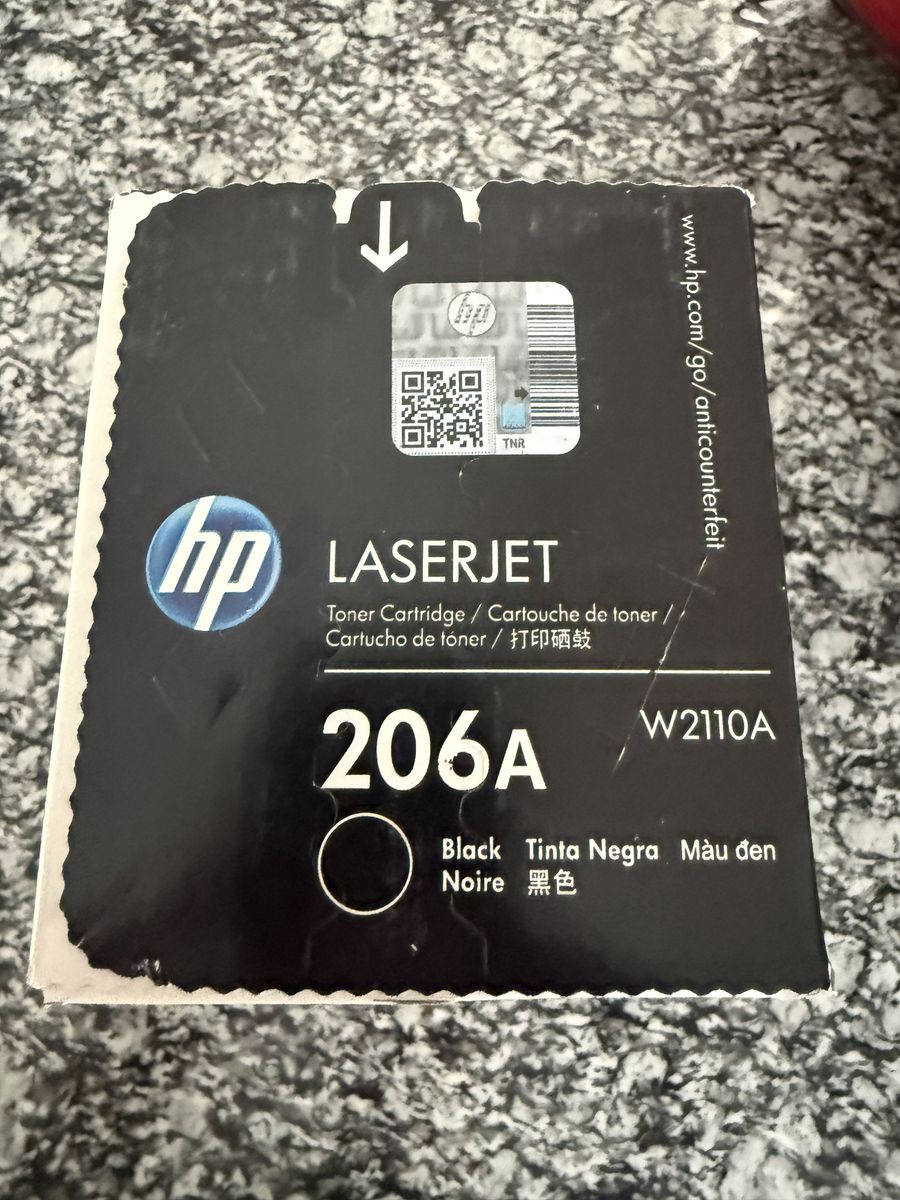 hp
TNR
www.hp.com/go/anticounterfeit
hp
LASERJET
Toner Cartridge / Cartouche de toner /
Cartucho de tóner / 打印硒鼓
206A
W2110A
Black Tinta Negra Màu đen
Noire 黑色